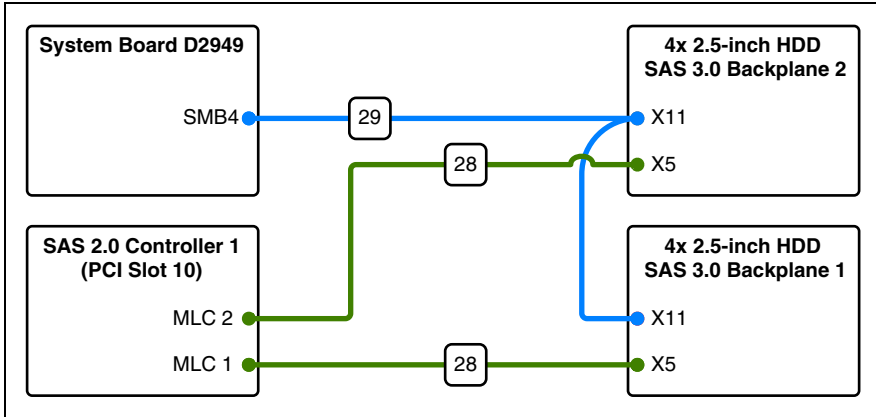 System Board D2949
SMB4
29
4x 2.5-inch HDD
SAS 3.0 Backplane 2
X11
28
X5
SAS 2.0 Controller 1
(PCI Slot 10)
MLC 2
MLC 1
28
4x 2.5-inch HDD
SAS 3.0 Backplane 1
X11
X5